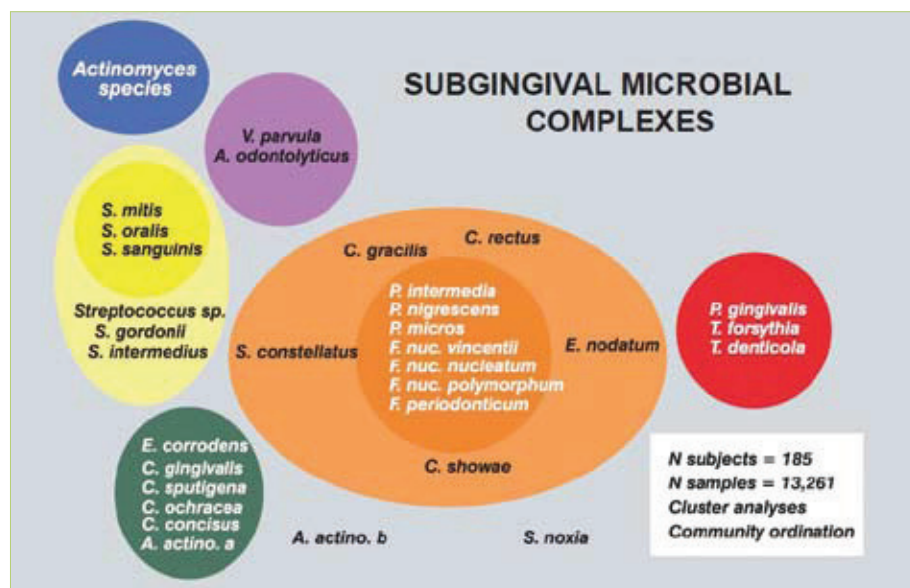 SUBGINGIVAL MICROBIAL
COMPLEXES
Actinomyces
species
V. parvula
A. odontolyticus
S. mitis
S. oralis
S. sanguinis
Streptococcus sp.
S. gordonii
S. intermedius
E. corrodens
C. gingivalis
C. sputigena
C. ochracea
C. concisus
A. actino. a
C. gracilis
C. rectus
P. intermedia
P. nigrescens
P. micros
F. nuc. vincentii
F. nuc. nucleatum
F. nuc. polymorphum
F. periodonticum
S. constellatus
E. nodatum
C. showae
P. gingivalis
T. forsythia
T. denticola
A. actino. b
S. noxia
N subjects = 185
N samples = 13,261
Cluster analyses
Community ordination